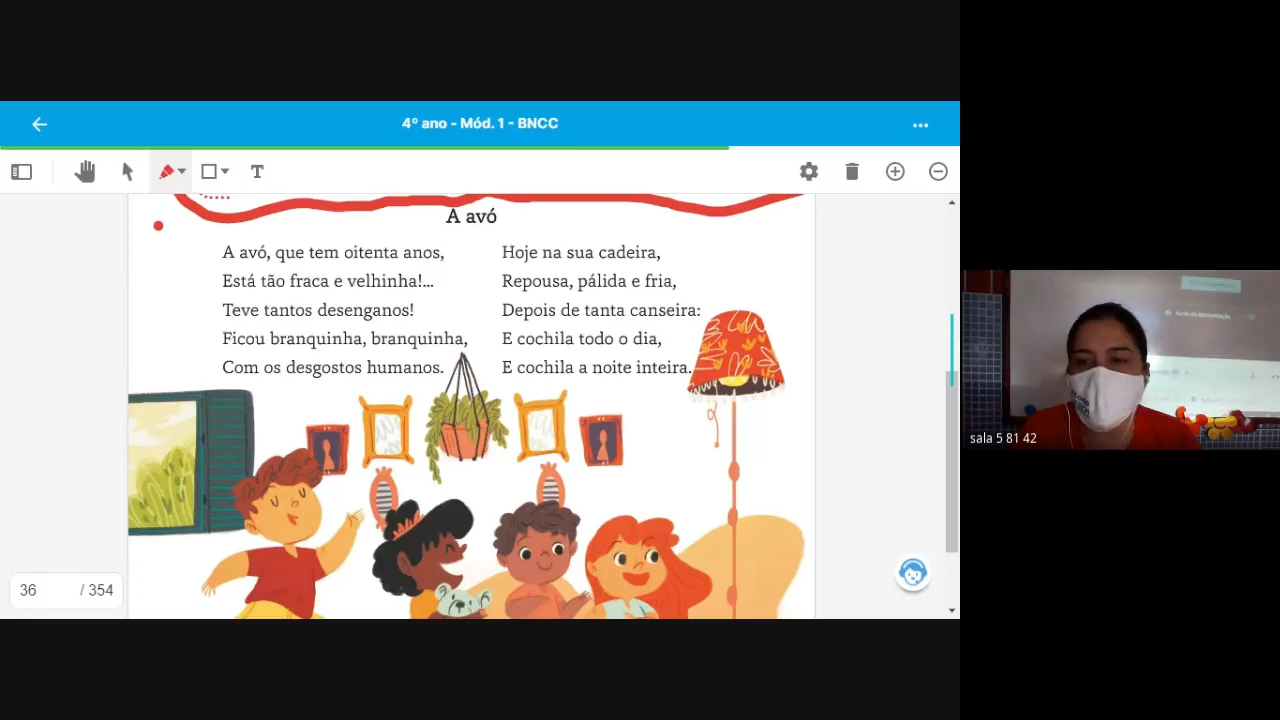 4º ano - Mód. 1 - BNCC
T
A avó
A avó, que tem oitenta anos,
Está tão fraca e velhinha!...
Teve tantos desenganos!
Ficou branquinha, branquinha,
Com os desgostos humanos.
Hoje na sua cadeira,
Repousa, pálida e fria,
Depois de tanta canseira:
E cochila todo o dia,
E cochila a noite inteira.
36 / 354
sala 5 81 42